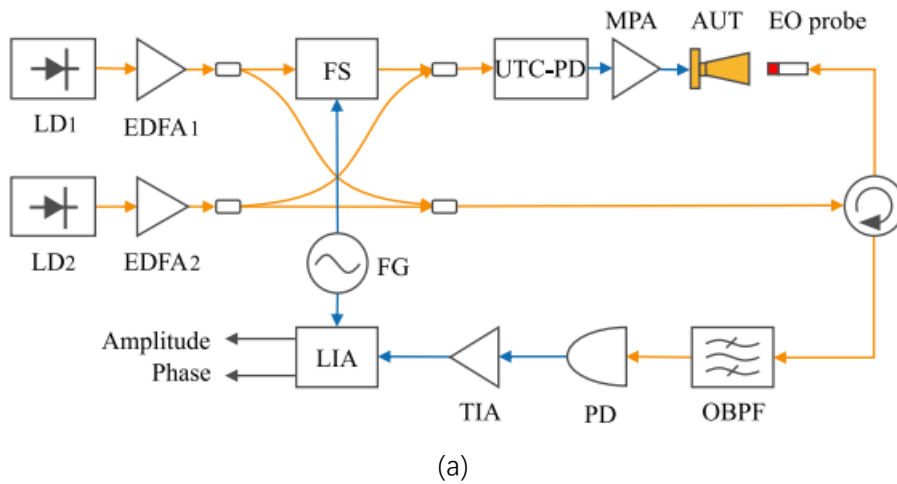 MPA AUT EO probe
FS UTC-PD
LD1 EDFA1
LD2 EDFA2 FG
Amplitude
Phase
LIA
TIA PD OBPF
(a)